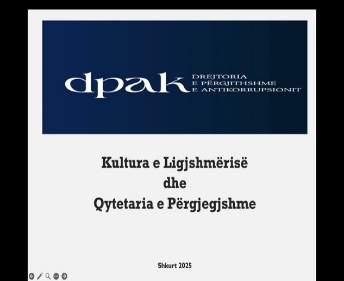 dpak
DREJTORIA
E PËRGJITHSHME
E ANTIKORRUPSIONIT
Kultura e Ligjshmërisë
dhe
Qytetaria e Përgjegjshme
Shkurt 2025